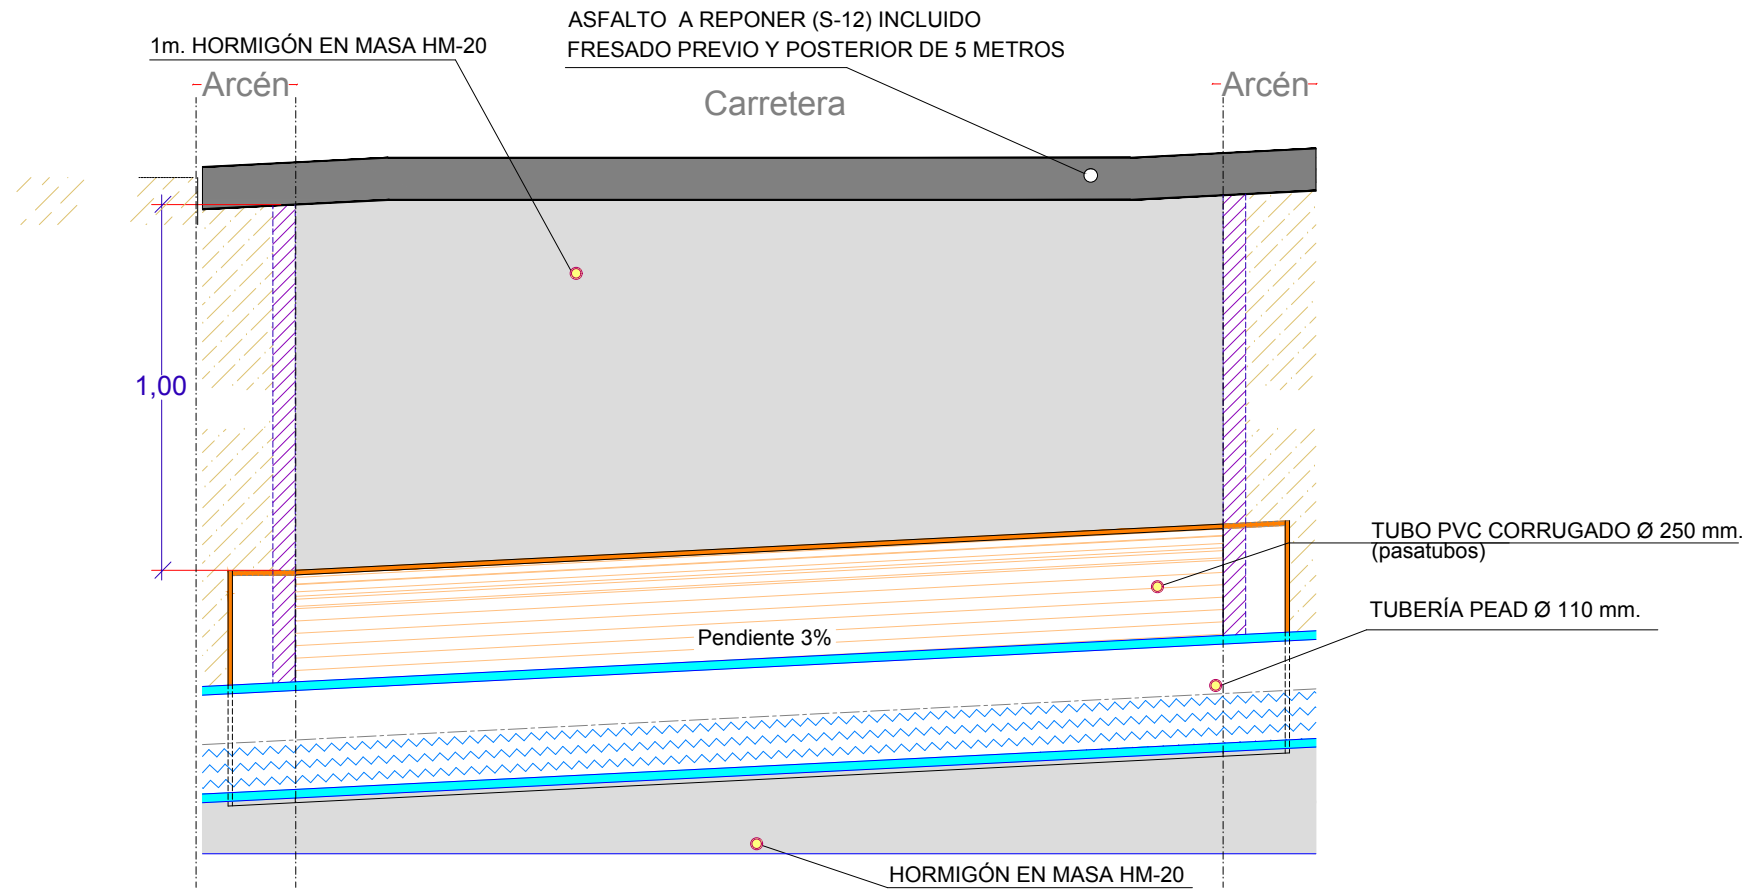 ASFALTO A REPONER (S-12) INCLUIDO
FRESADO PREVIO Y POSTERIOR DE 5 METROS
1m. HORMIGÓN EN MASA HM-20
Arcén
Carretera
Arcén
1,00
TUBO PVC CORRUGADO Ø 250 mm.
(pasatubos)
TUBERÍA PEAD Ø 110 mm.
Pendiente 3%
HORMIGÓN EN MASA HM-20